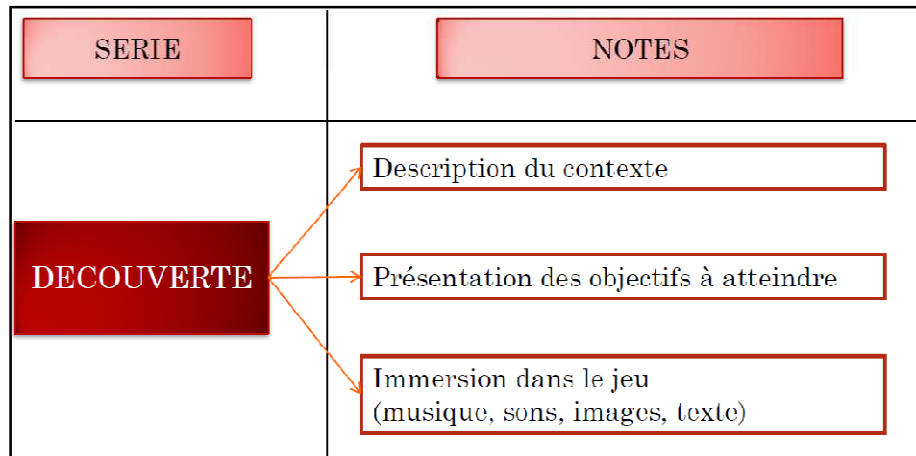 SERIE
NOTES
Description du contexte
DECOUVERTE
Présentation des objectifs à atteindre
Immersion dans le jeu
(musique, sons, images, texte)